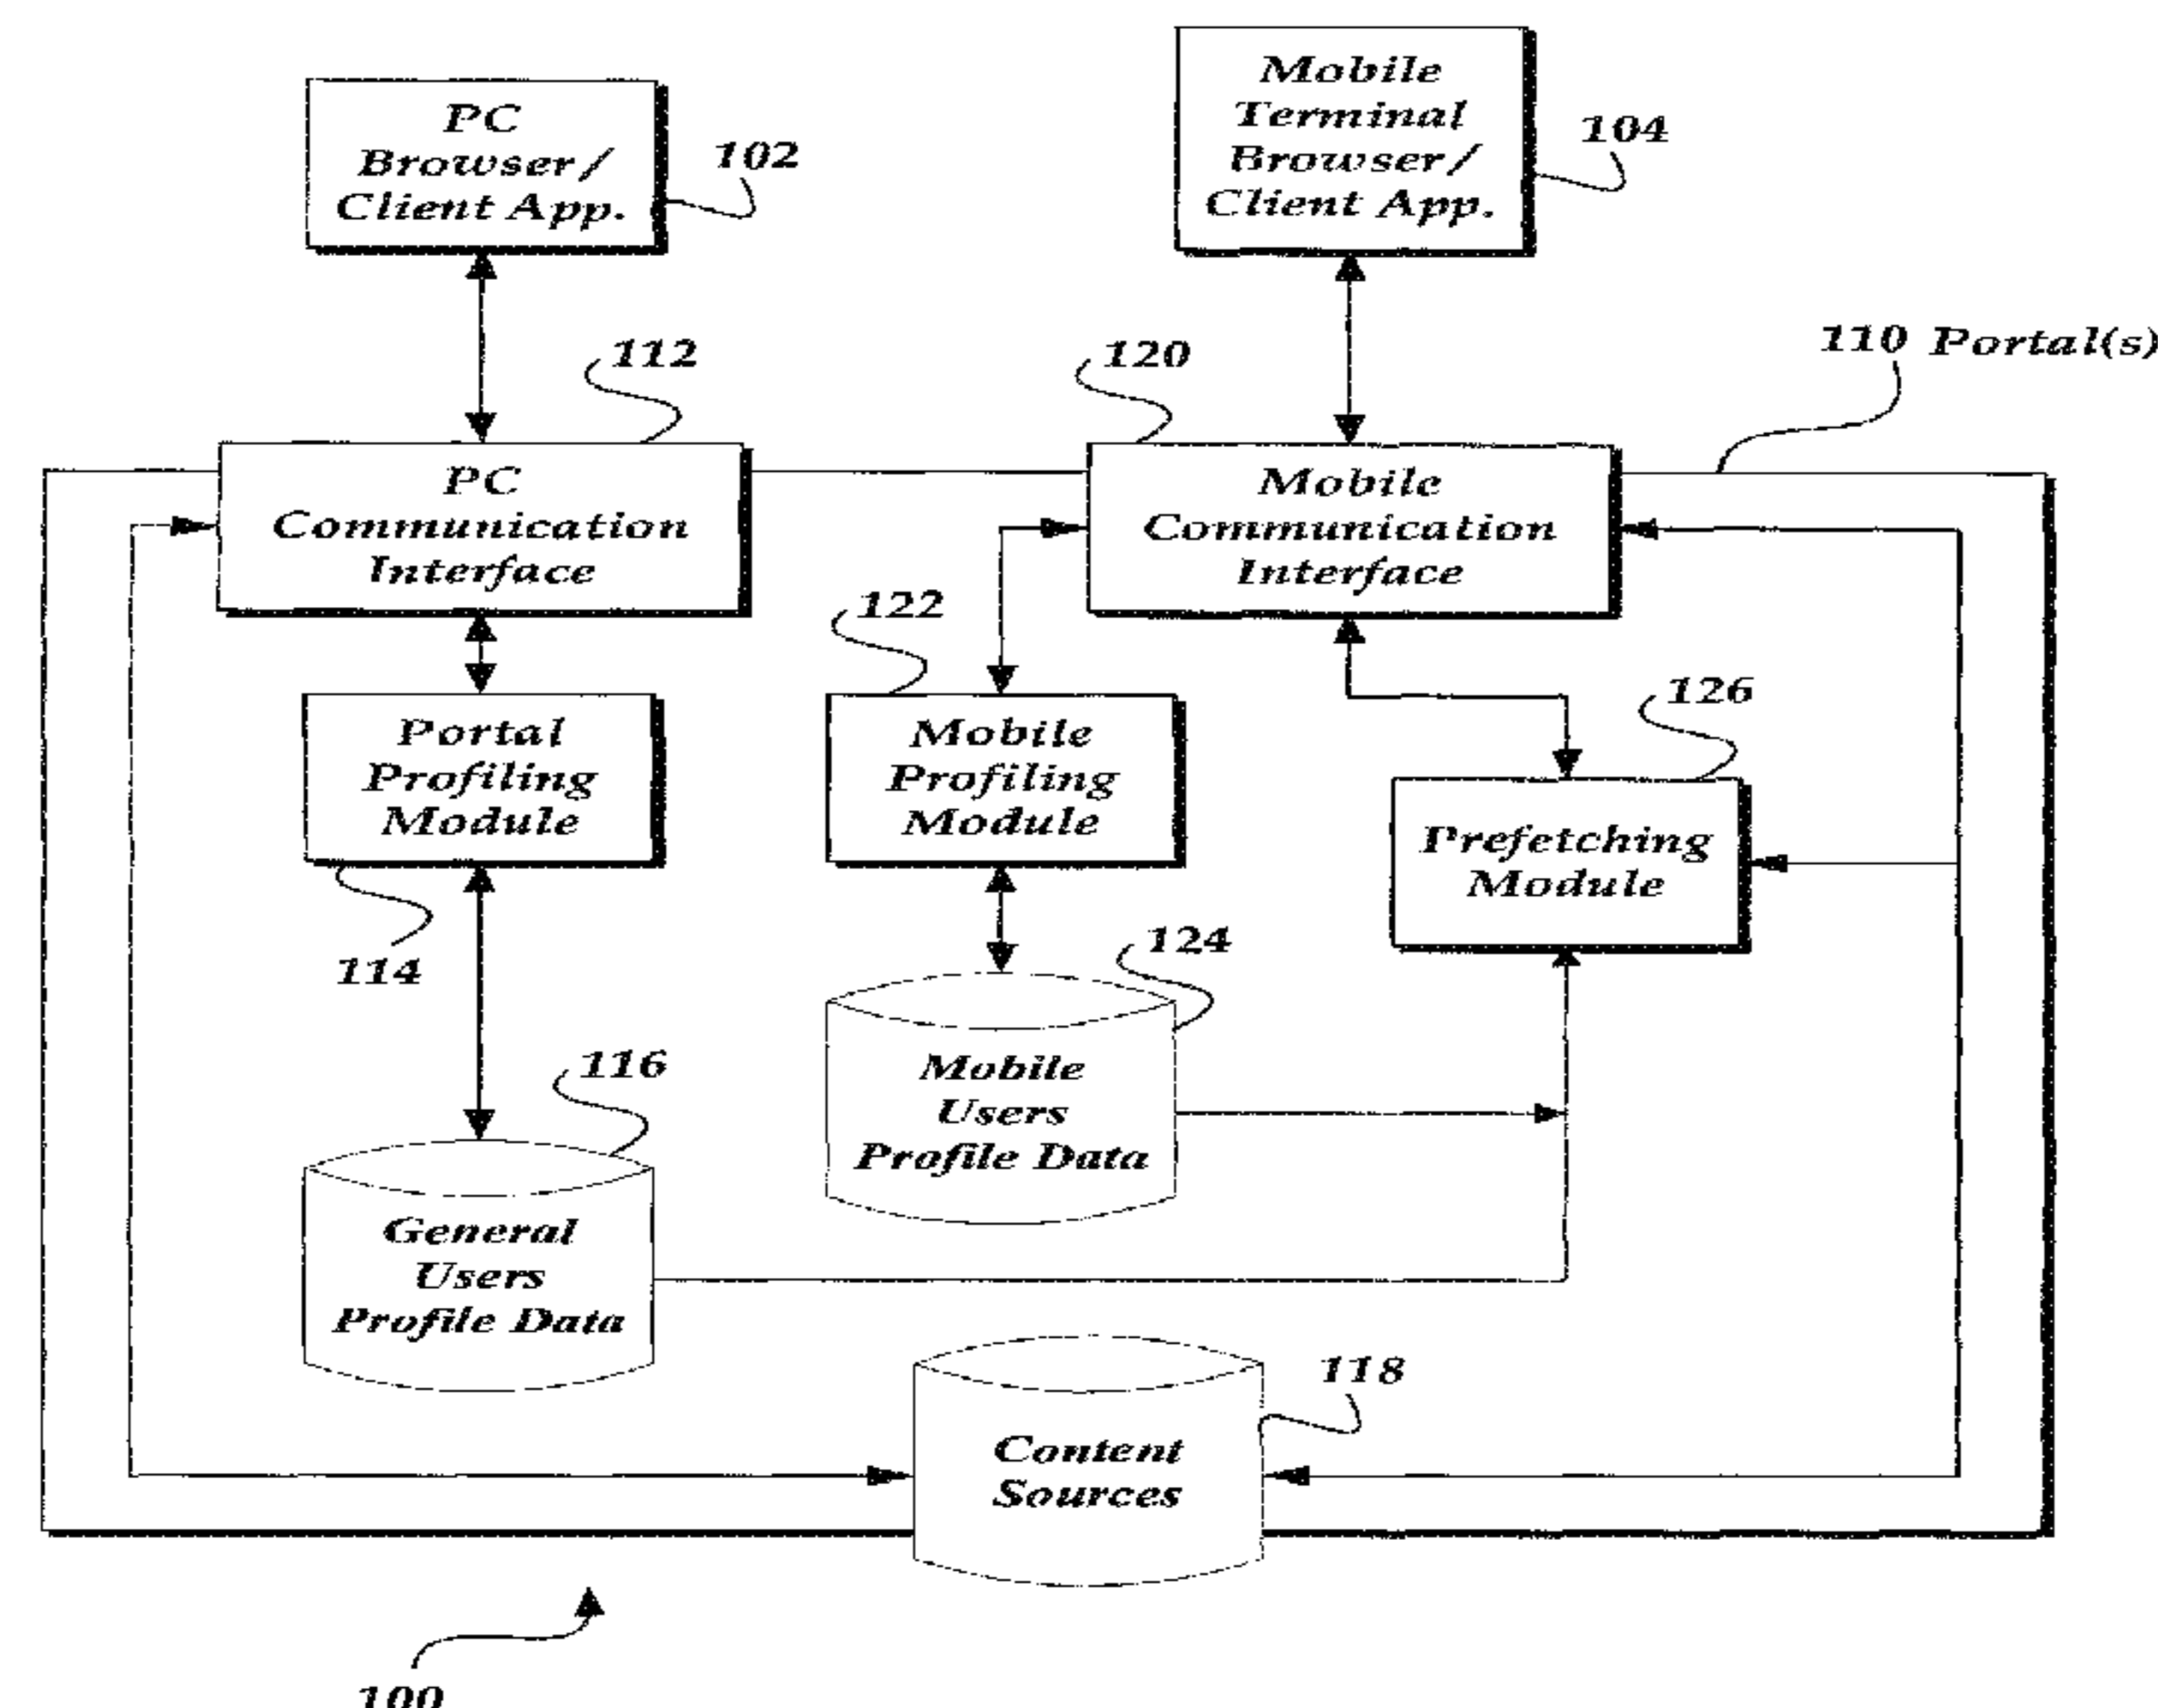 PC
Browser/
Client App.
102
Mobile
Terminal
Browser/
Client App.
104
112
120
110 Portal(s)
PC
Communication
Interface
Mobile
Communication
Interface
122
126
Portal
Profiling
Module
Mobile
Profiling
Module
Prefetching
Module
114
124
116
Mobile
Users
Profile Data
General
Users
Profile Data
118
Content
Sources
100